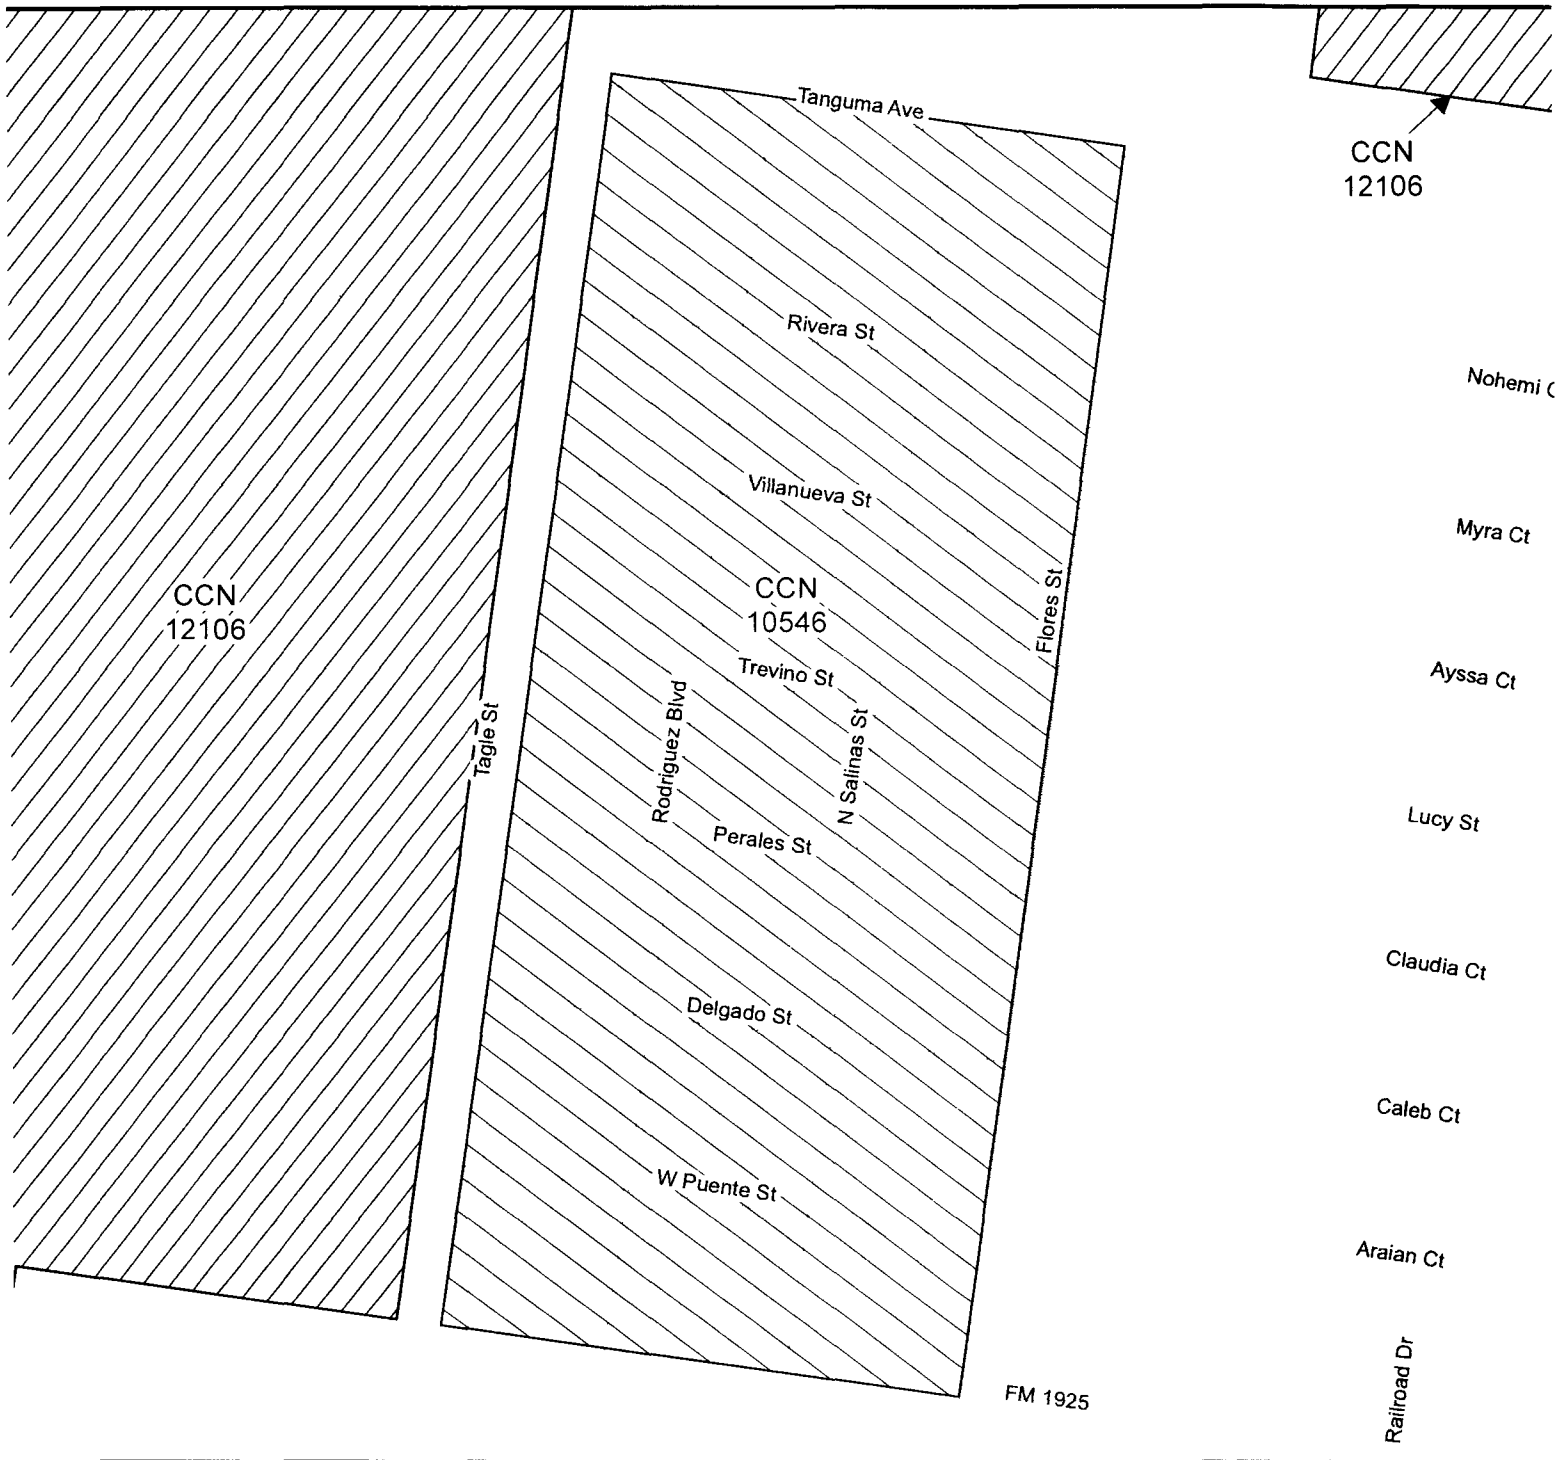 Tanguma Ave
CCN
12106
Rivera St
Nohemi
Villanueva St
Myra Ct
CCN
12106
CCN
10546
Flores St
Trevino St
Ayssa Ct
Tagle St
Rodriguez Blvd
N Salinas St
Perales St
Lucy St
Claudia Ct
Delgado St
Caleb Ct
W Puente St
Araian Ct
Railroad Dr
FM 1925